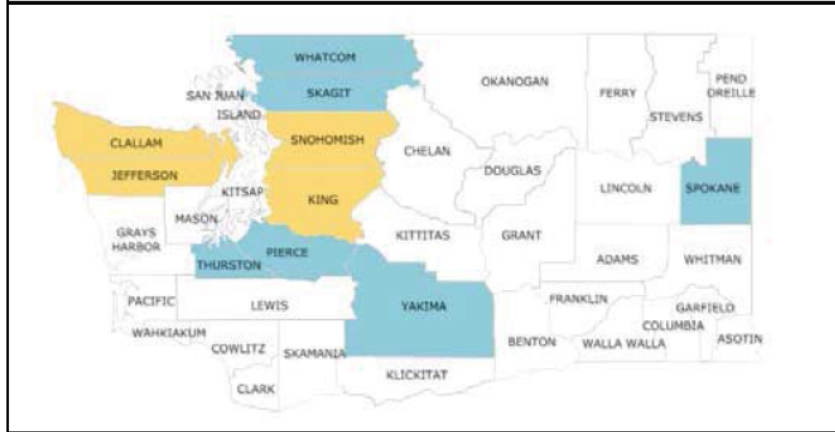 WHATCOM
SKAGIT
SAN JUAN
ISLAND
OKANOGAN
FERRY
PEND
OREILLE
STEVENS
CLALLAM
JEFFERSON
SNOHOMISH
KING
CHELAN
DOUGLAS
LINCOLN
SPOKANE
KITSAP
MASON
GRAYS
HARBOR
THURSTON
PIERCE
KITTITAS
GRANT
ADAMS
WHITMAN
PACIFIC
LEWIS
YAKIMA
FRANKLIN
GARFIELD
COLUMBIA
WAHKIAKUM
COWLITZ
SKAMANIA
BENTON
WALLA WALLA
ASOTIN
KLICKITAT
CLARK